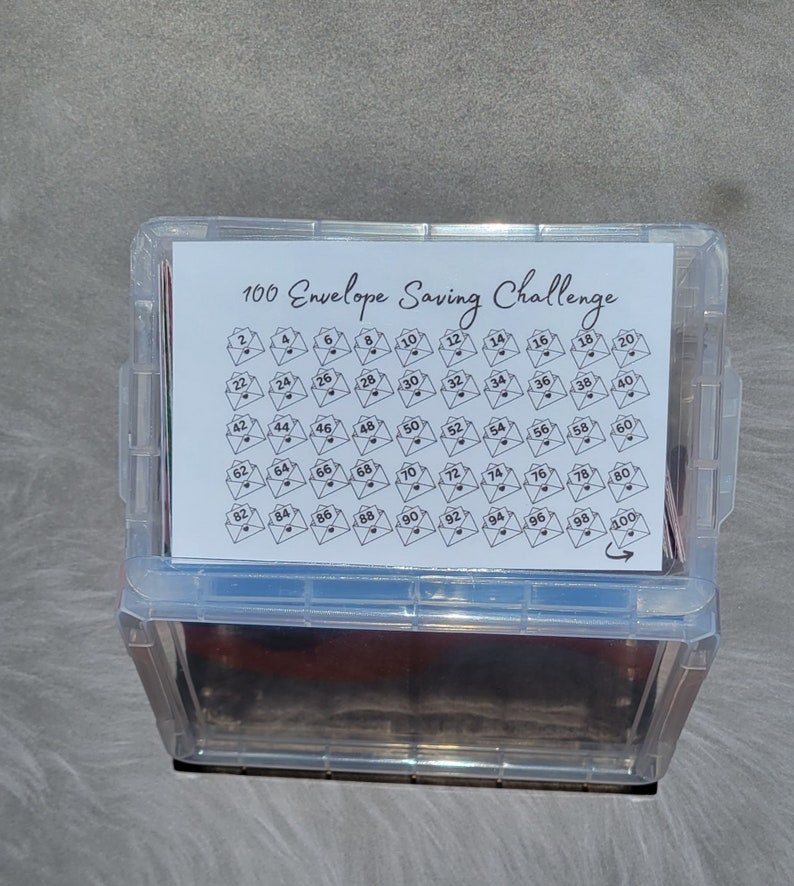 100 Envelope Saving Challenge
2 4 6 8 10 12 14 16 18 20
22 24 26 28 30 32 34 36 38 40
42 44 46 48 50 52 54 56 58 60
62 64 66 68 70 72 74 76 78 80
82 84 86 88 90 92 94 96 98 100